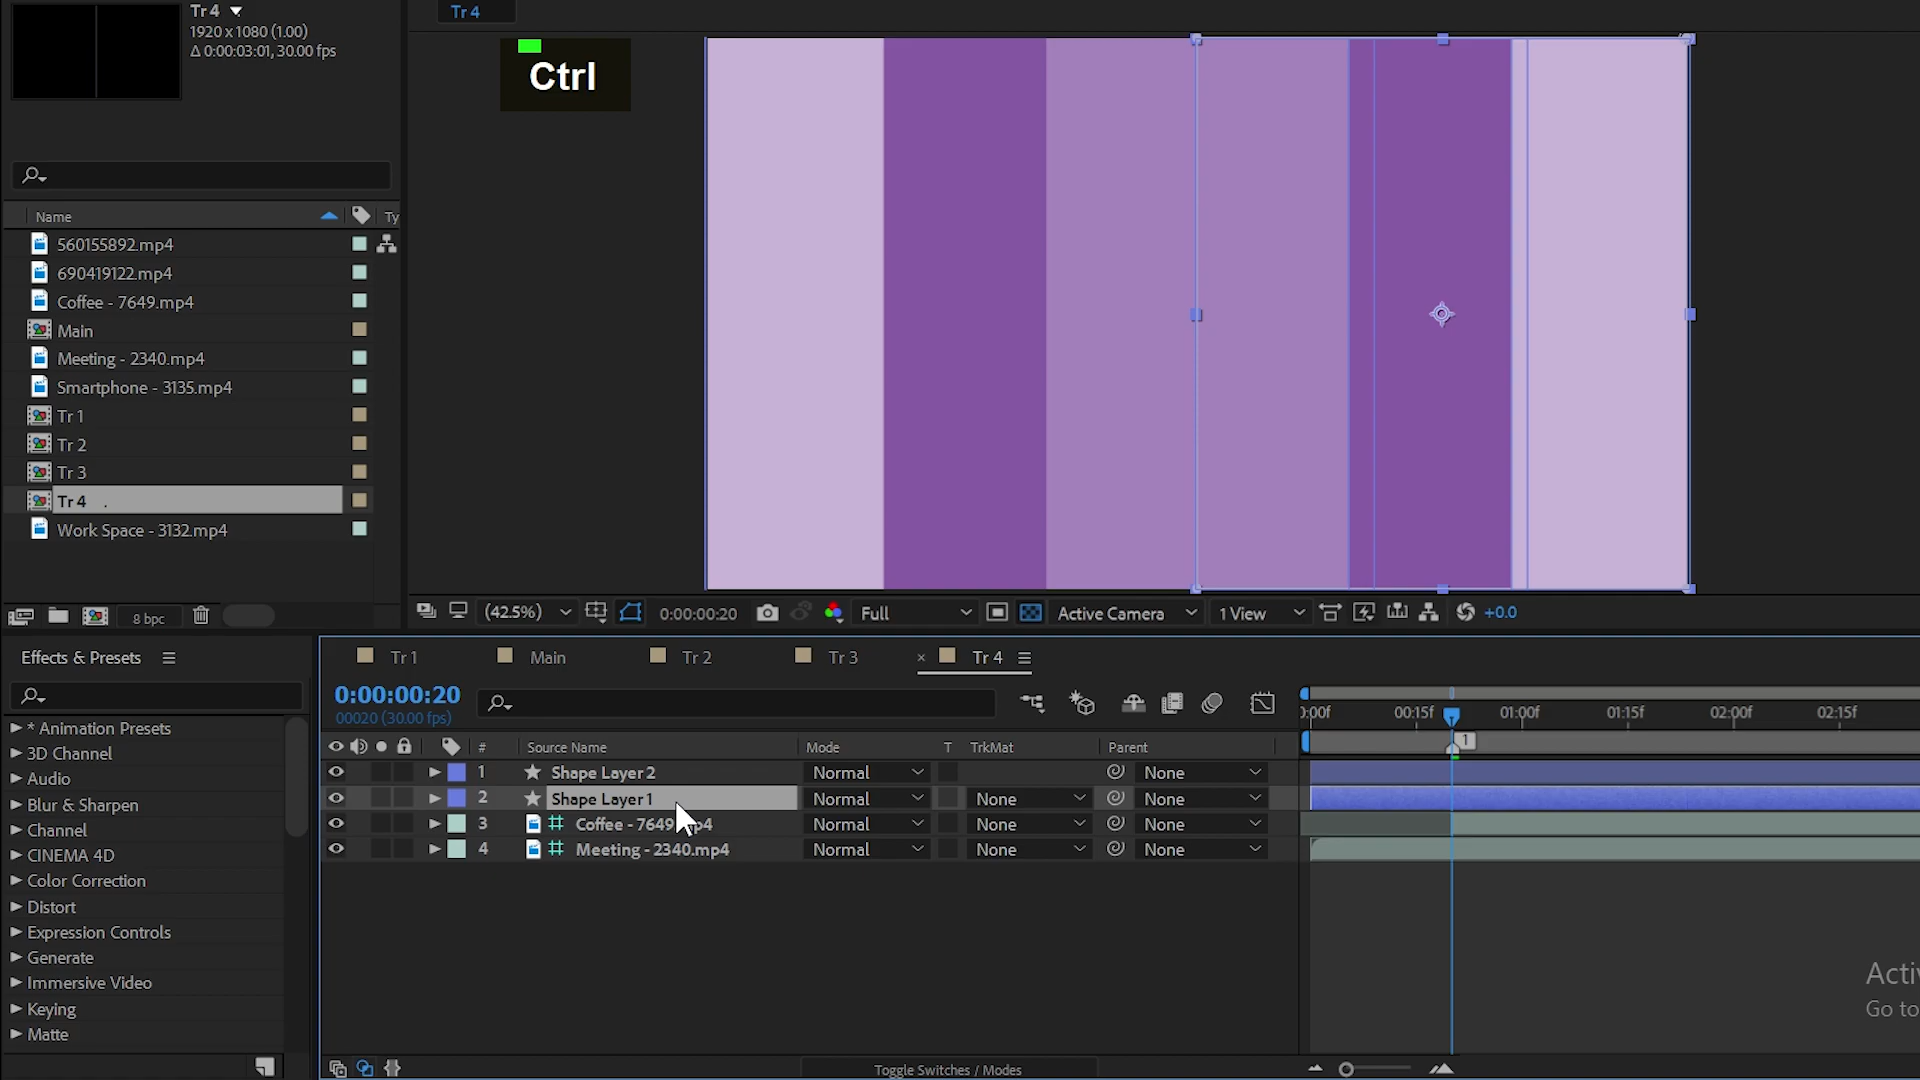 Tr 4
1920 x 1080 (1.00)
Δ 0:00:03:01, 30.00 fps
Tr 4
Ctrl
Name
Ty
560155892.mp4
690419122.mp4
Coffee - 7649.mp4
Main
Meeting - 2340.mp4
Smartphone - 3135.mp4
Tr 1
Tr 2
Tr 3
Tr 4 .
Work Space - 3132.mp4
8 bpc
(42.5%)
0:00:00:20
Full
Active Camera
1 View
+0.0
Effects & Presets
Tr 1
Main
Tr 2
Tr 3
× Tr 4
0:00:00:20
00020 (30.00 fps)
):00f 00:15f 01:00f 01:15f 02:00f 02:15f
1
# Source Name Mode T TrkMat Parent
1 Shape Layer 2 Normal None
2 Shape Layer 1 Normal None None
3 Coffee - 7649.mp4 Normal None None
4 Meeting - 2340.mp4 Normal None None
* Animation Presets
3D Channel
Audio
Blur & Sharpen
Channel
CINEMA 4D
Color Correction
Distort
Expression Controls
Generate
Immersive Video
Keying
Matte
Acti
Go to
Toggle Switches / Modes